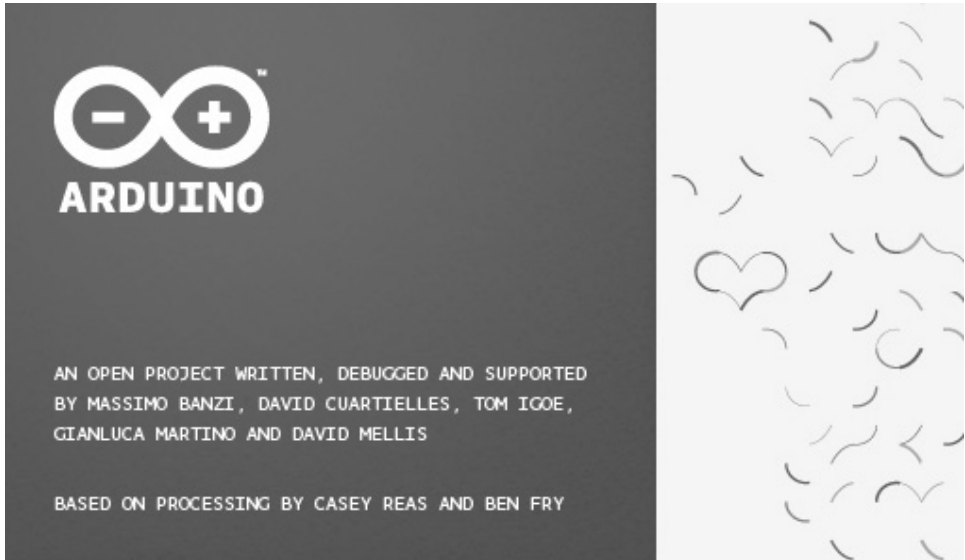 ™
ARDUINO
AN OPEN PROJECT WRITTEN, DEBUGGED AND SUPPORTED
BY MASSIMO BANZI, DAVID CUARTIELLES, TOM IGOE,
GIANLUCA MARTINO AND DAVID MELLIS
BASED ON PROCESSING BY CASEY REAS AND BEN FRY